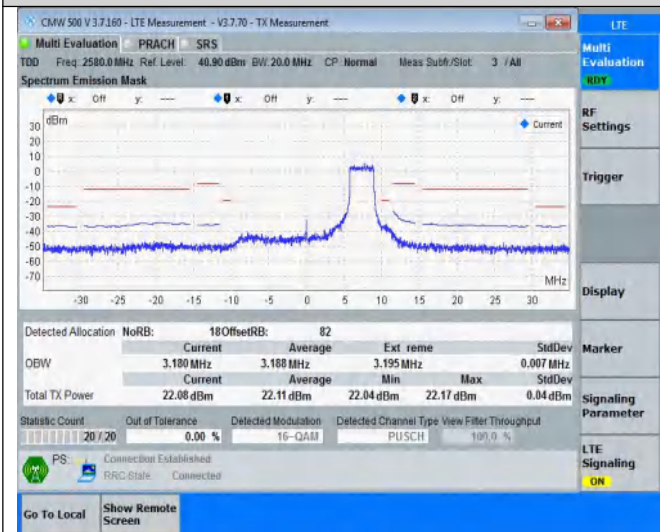 CMW 500 V 3.7.160 - LTE Measurement - V3.7.70 - TX Measurement
LTE
Multi Evaluation PRACH SRS
TDD Freq: 2580.0 MHz Ref. Level: 40.90 dBm BW: 20.0 MHz CP: Normal Meas Subfr./Slot: 3 / All
Spectrum Emission Mask
x: Off y: --- x: Off y: --- x: Off y: ---
dBm
Current
30
20
10
0
-10
-20
-30
-40
-50
-60
-70
MHz
-30 -25 -20 -15 -10 -5 0 5 10 15 20 25 30
Detected Allocation NoRB: 18 OffsetRB: 82
Current Average Extreme StdDev
OBW 3.180 MHz 3.188 MHz 3.195 MHz 0.007 MHz
Current Average Min Max StdDev
Total TX Power 22.08 dBm 22.11 dBm 22.04 dBm 22.17 dBm 0.04 dBm
Statistic Count Out of Tolerance Detected Modulation Detected Channel Type View Filter Throughput
20 / 20 0.00 % 16-QAM PUSCH 100.0 %
PS: Connection Established
RRC State Connected
Multi
Evaluation
RDY
RF
Settings
Trigger
Display
Marker
Signaling
Parameter
LTE
Signaling
ON
Go To Local
Show Remote
Screen